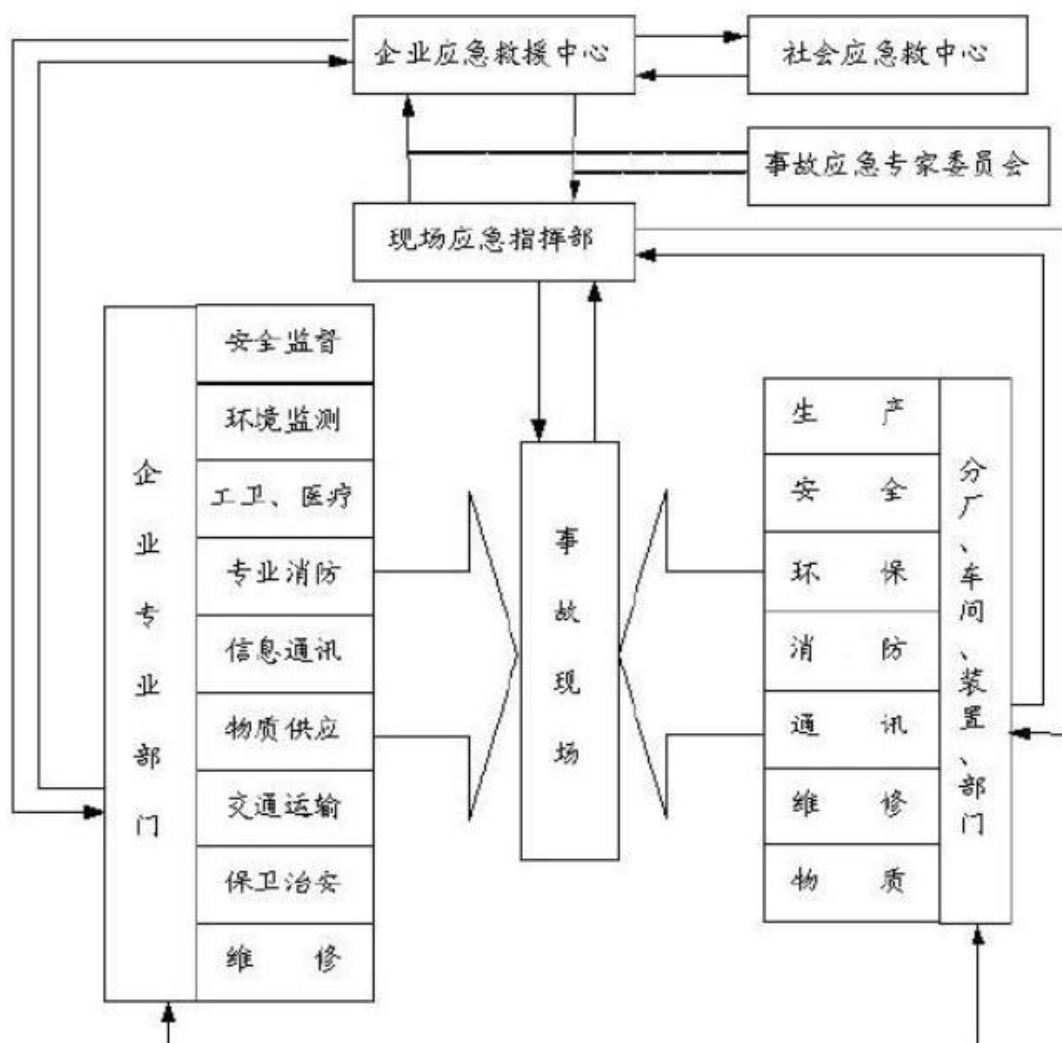 企业应急救援中心
社会应急救中心
事故应急专家委员会
现场应急指挥部
企业专业部门
安全监督
环境监测
工卫、医疗
专业消防
信息通讯
物质供应
交通运输
保卫治安
维 修
事故现场
生 产
安 全
环 保
消 防
通 讯
维 修
物 质
分厂、车间、装置、部门